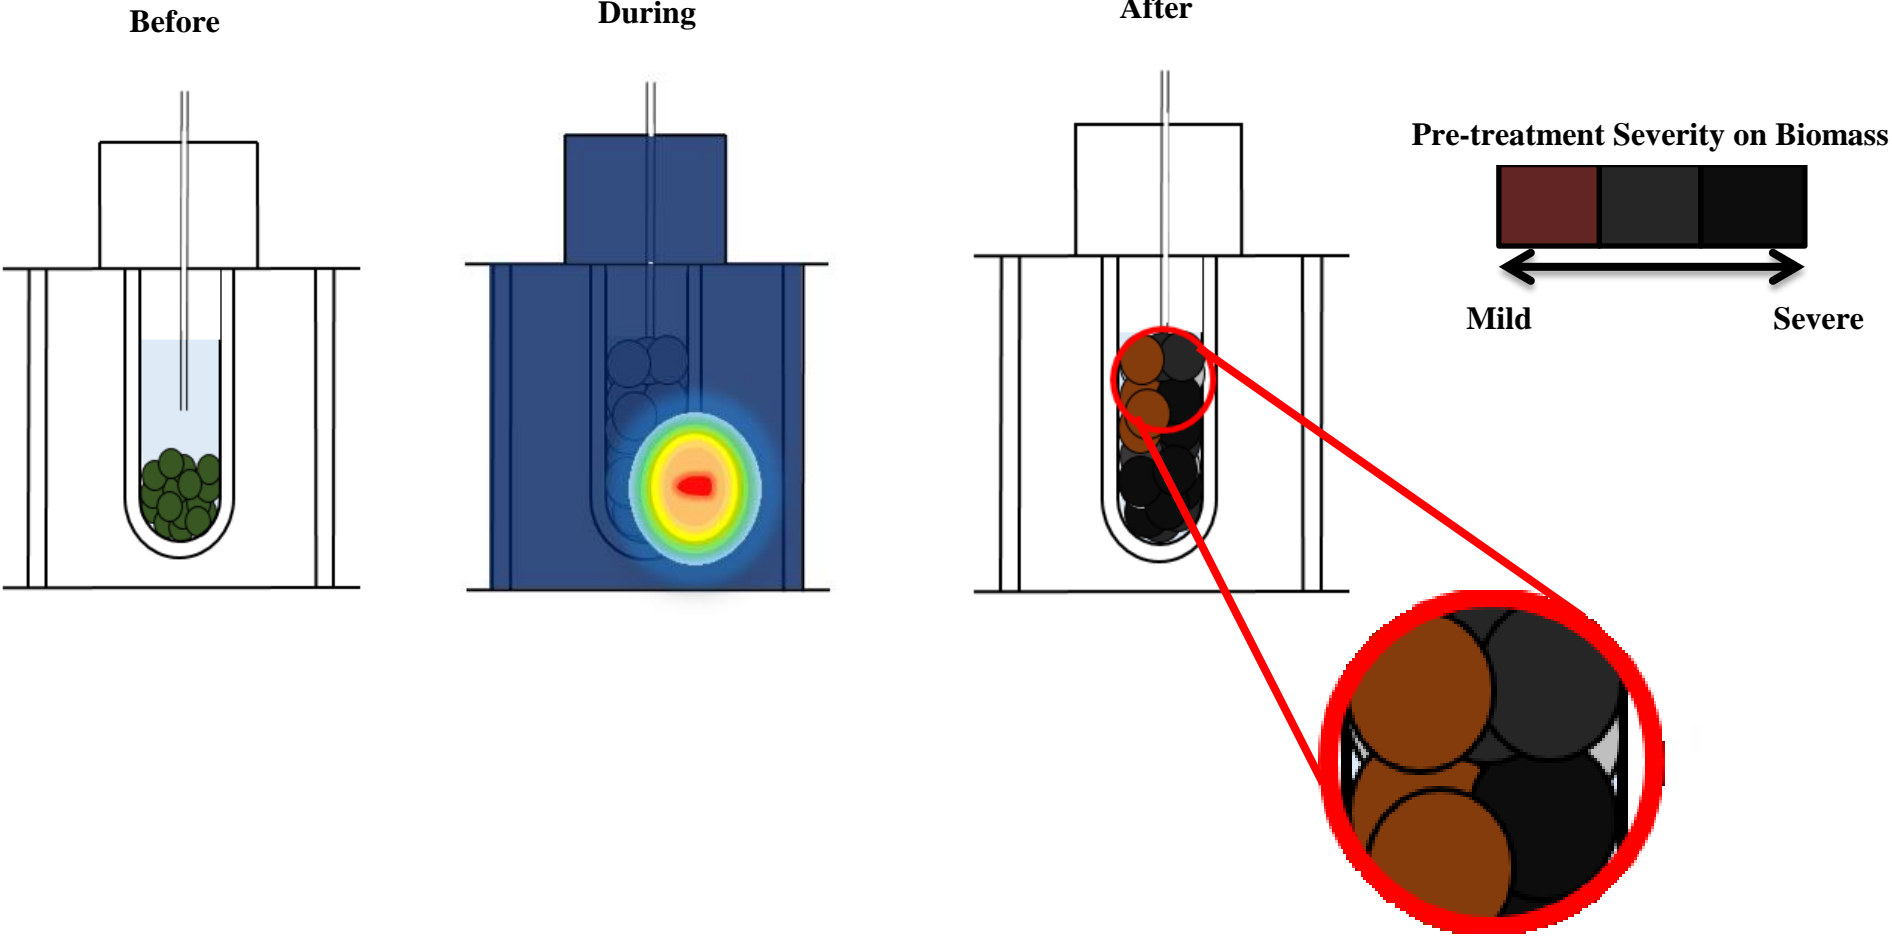 Before
During
After
Pre-treatment Severity on Biomass
Mild
Severe